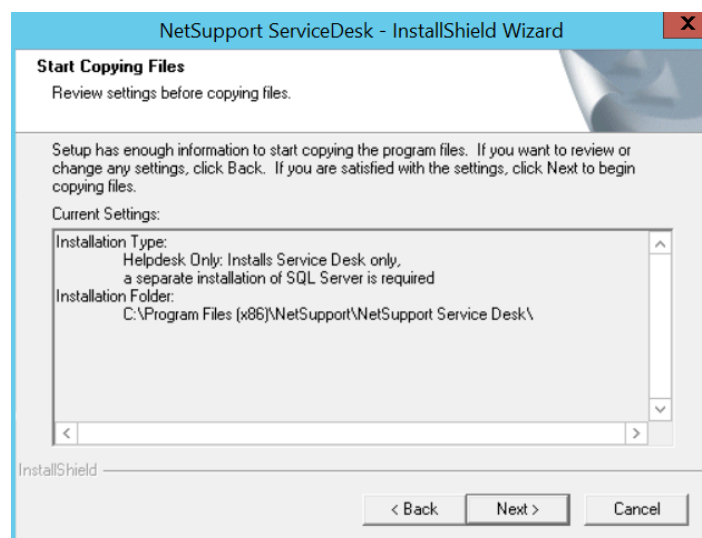 NetSupport ServiceDesk - InstallShield Wizard
X
Start Copying Files
Review settings before copying files.
Setup has enough information to start copying the program files. If you want to review or
change any settings, click Back. If you are satisfied with the settings, click Next to begin
copying files.
Current Settings:
Installation Type:
Helpdesk Only: Installs Service Desk only,
a separate installation of SQL Server is required
Installation Folder:
C:\Program Files (x86)\NetSupport\NetSupport Service Desk\
InstallShield
< Back
Next >
Cancel